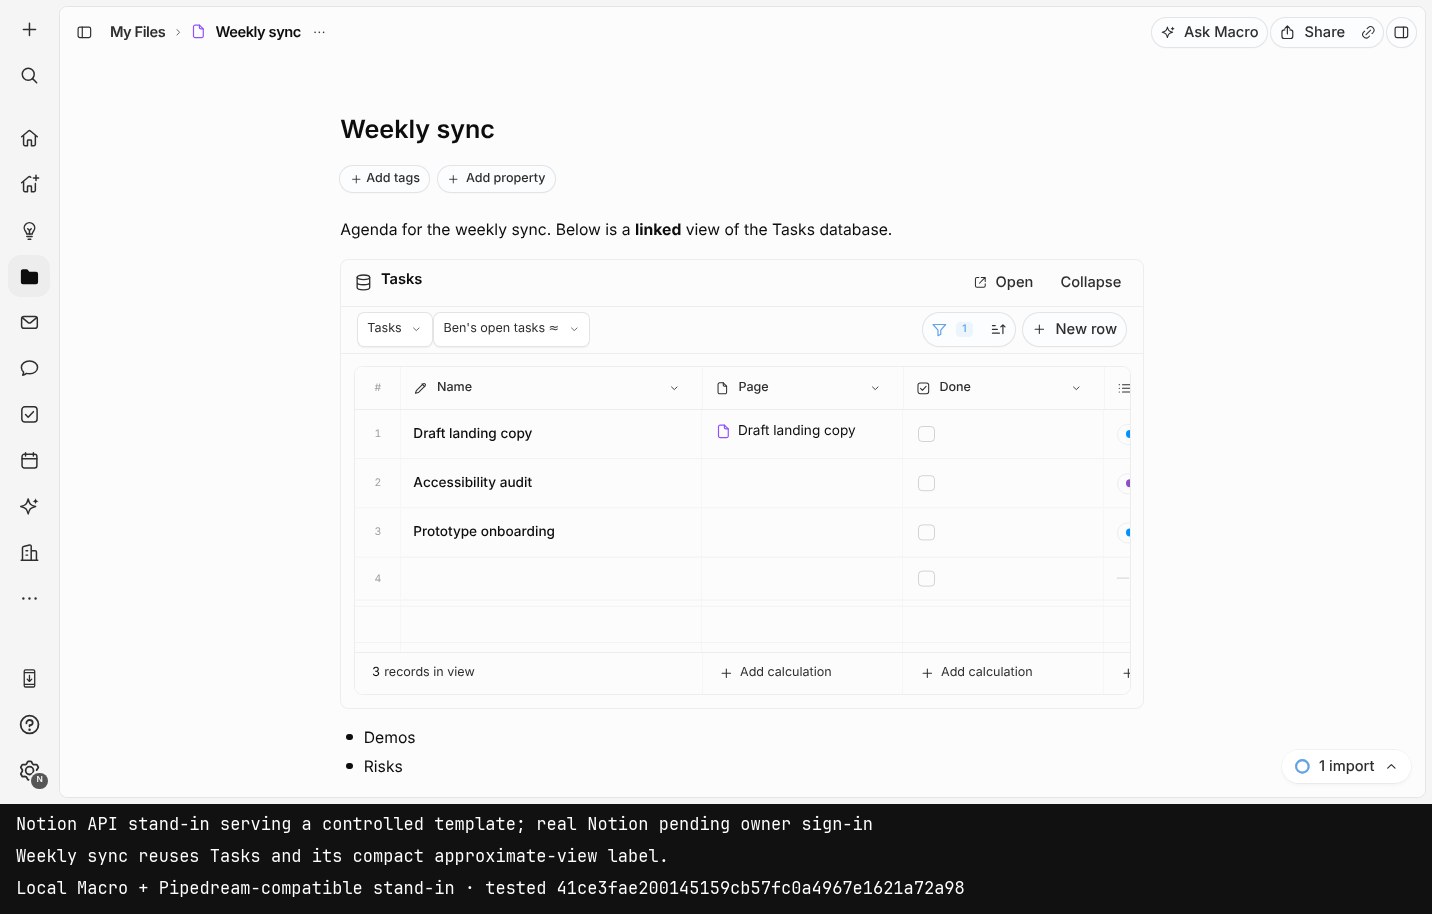 My Files > Weekly sync ...
Ask Macro
Share
Weekly sync
+ Add tags
+ Add property
Agenda for the weekly sync. Below is a linked view of the Tasks database.
Tasks
Open
Collapse
Tasks
Ben's open tasks ≈
1
+ New row
# Name Page Done
1 Draft landing copy Draft landing copy
2 Accessibility audit
3 Prototype onboarding
4
3 records in view + Add calculation + Add calculation +
• Demos
• Risks
1 import
N
Notion API stand-in serving a controlled template; real Notion pending owner sign-in
Weekly sync reuses Tasks and its compact approximate-view label.
Local Macro + Pipedream-compatible stand-in · tested 41ce3fae200145159cb57fc0a4967e1621a72a98